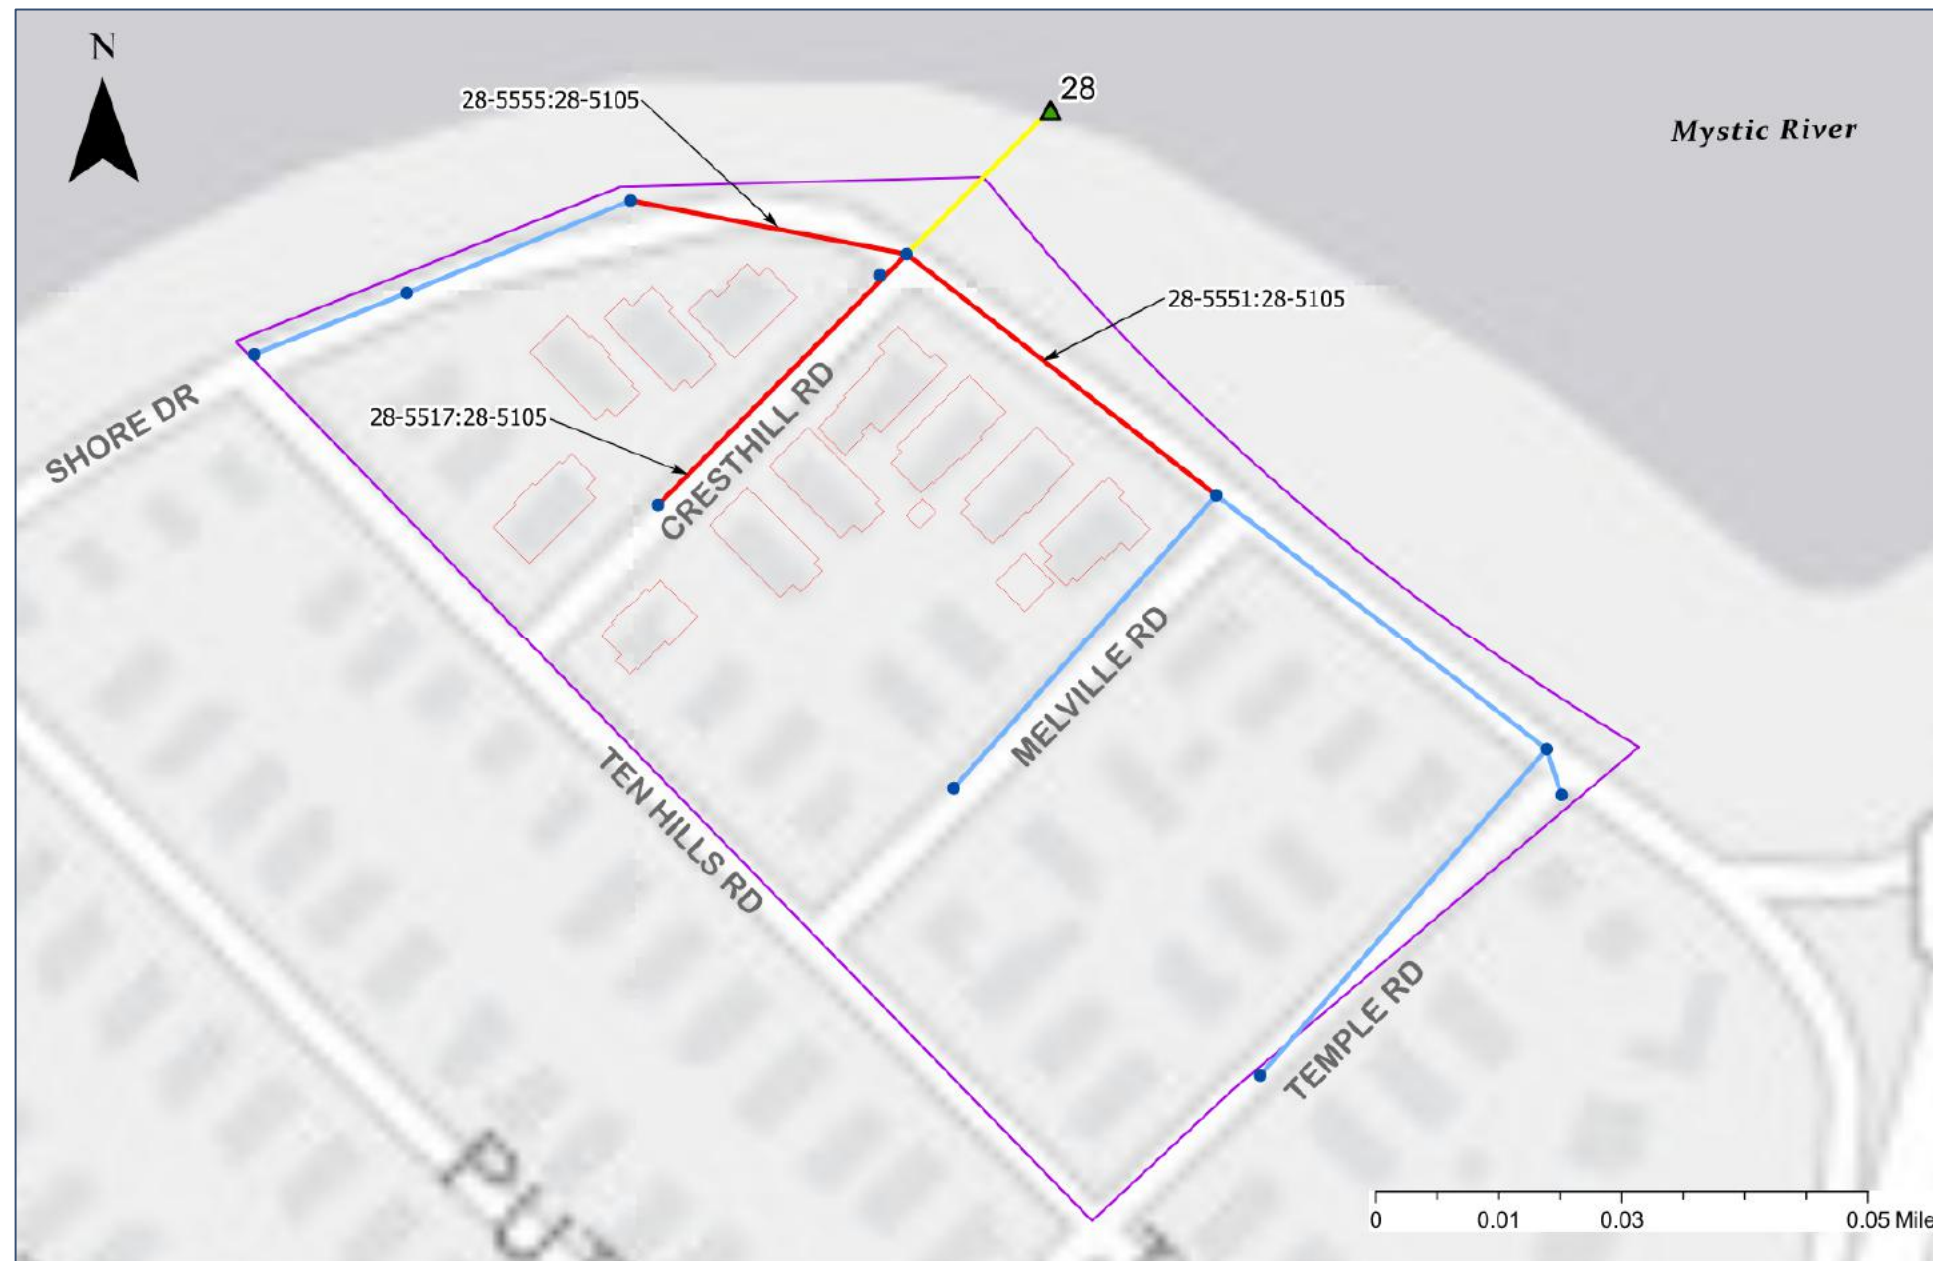 N
28
28-5555:28-5105
Mystic River
28-5551:28-5105
SHORE DR
28-5517:28-5105
CRESTHILL RD
MELVILLE RD
TEN HILLS RD
TEMPLE RD
PUT
0 0.01 0.03 0.05 Mile